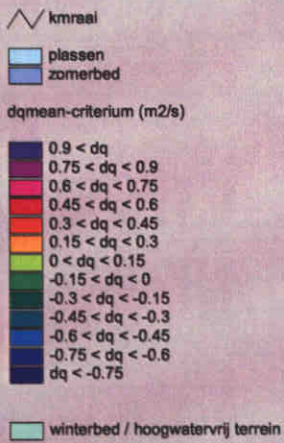 kmraai
plassen
zomerbed
dqmean-criterium (m2/s)
0.9 < dq
0.75 < dq < 0.9
0.6 < dq < 0.75
0.45 < dq < 0.6
0.3 < dq < 0.45
0.15 < dq < 0.3
0 < dq < 0.15
-0.15 < dq < 0
-0.3 < dq < -0.15
-0.45 < dq < -0.3
-0.6 < dq < -0.45
-0.75 < dq < -0.6
dq < -0.75
winterbed / hoogwatervrij terrein